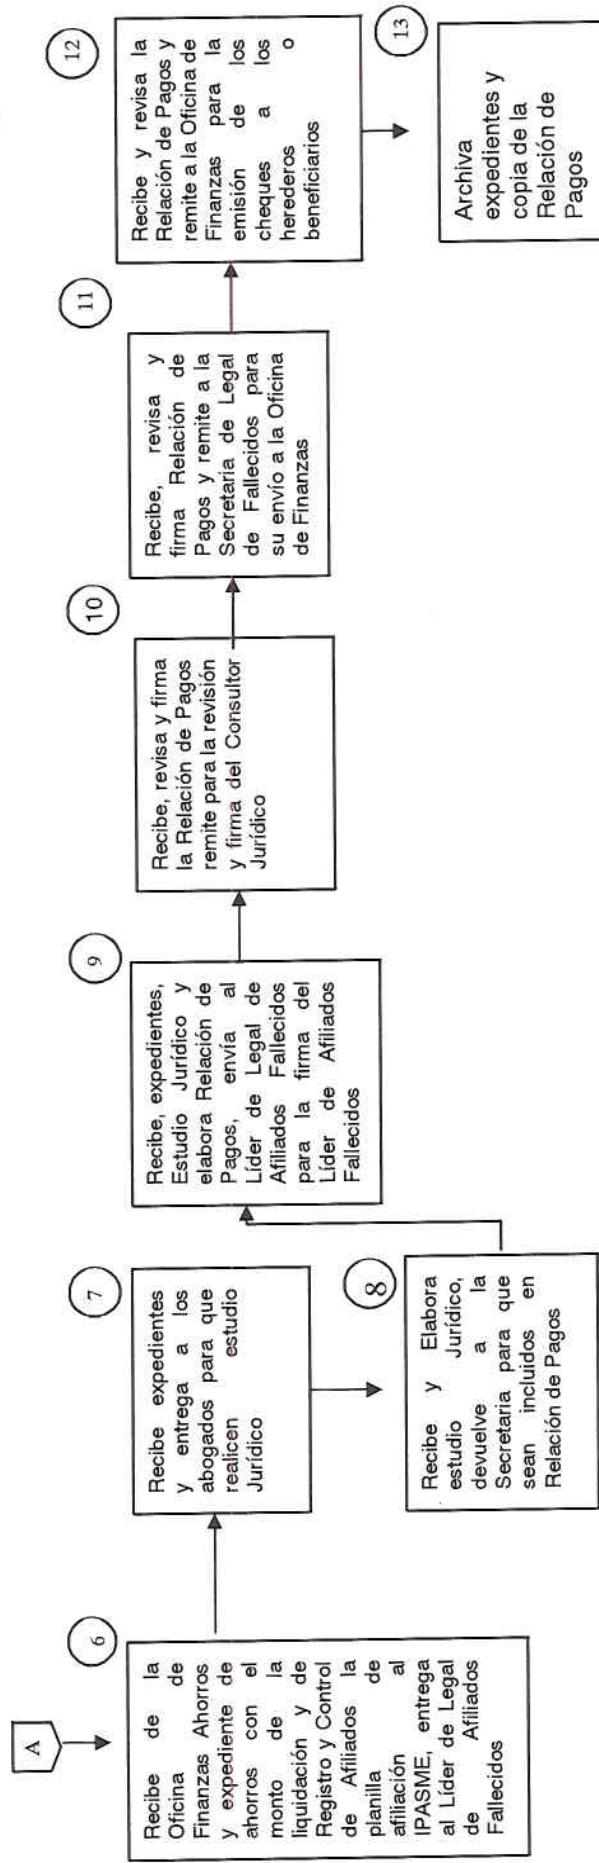 A
6
Recibe de la
Oficina de
Finanzas Ahorros
y expediente de
ahorros con el
monto de la
liquidación y de
Registro y Control
de Afiliados la
planilla de
afiliación al
IPASME, entrega
al Líder de Legal
de Afiliados
Fallecidos
7
Recibe expedientes
y entrega a los
abogados para que
realicen estudio
Jurídico
8
Recibe y Elabora
estudio Jurídico,
devuelve a la
Secretaria para que
sean incluidos en
Relación de Pagos
9
Recibe, expedientes,
Estudio Jurídico y
elabora Relación de
Pagos, envía al
Líder de Legal de
Afiliados Fallecidos
para la firma del
Líder de Afiliados
Fallecidos
10
Recibe, revisa y firma
la Relación de Pagos
remite para la revisión
y firma del Consultor
Jurídico
11
Recibe, revisa y
firma Relación de
Pagos y remite a la
Secretaria de Legal
de Fallecidos para
su envío a la Oficina
de Finanzas
12
Recibe y revisa la
Relación de Pagos y
remite a la Oficina de
Finanzas para la
emisión de los
cheques a los
herederos o
beneficiarios
13
Archiva
expedientes y
copia de la
Relación de
Pagos